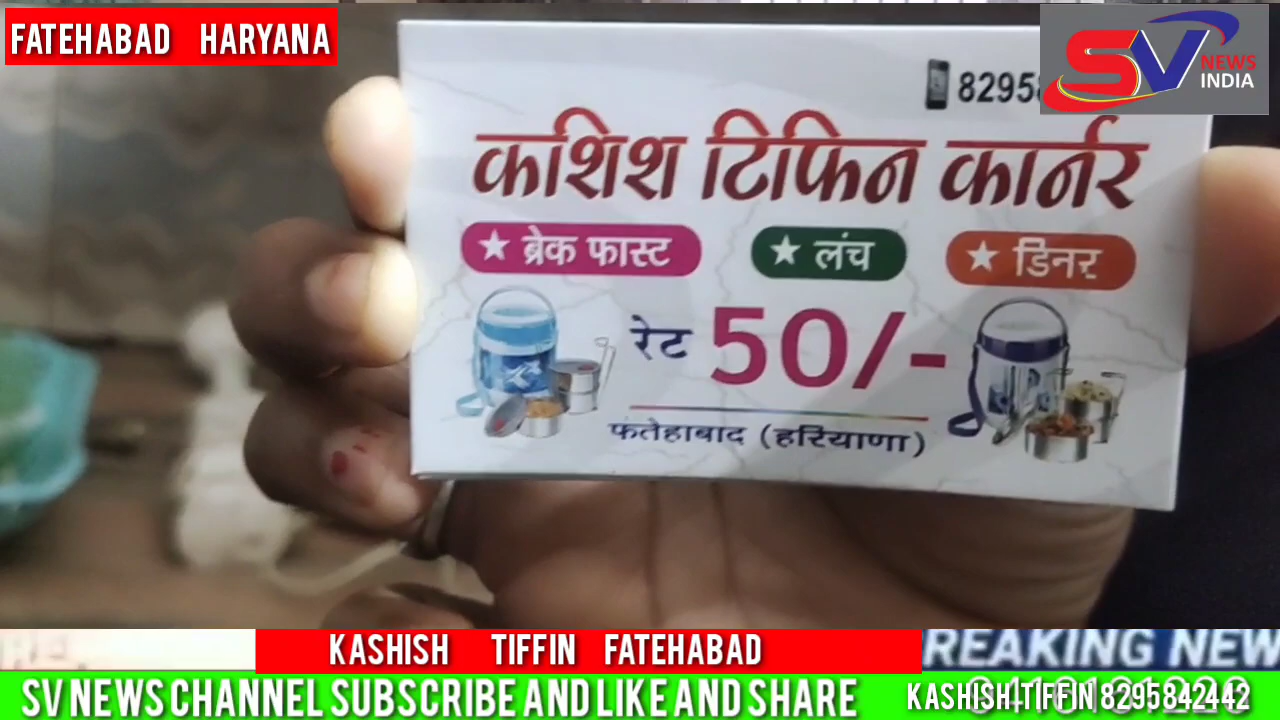 FATEHABAD HARYANA
SV NEWS INDIA
8295
कशिश टिफिन कार्नर
★ ब्रेक फास्ट ★ लंच ★ डिनर
रेट 50/-
फतेहाबाद (हरियाणा)
KASHISH TIFFIN FATEHABAD
REAKING NEW
SV NEWS CHANNEL SUBSCRIBE AND LIKE AND SHARE
KASHISH TIFFIN 8295842442